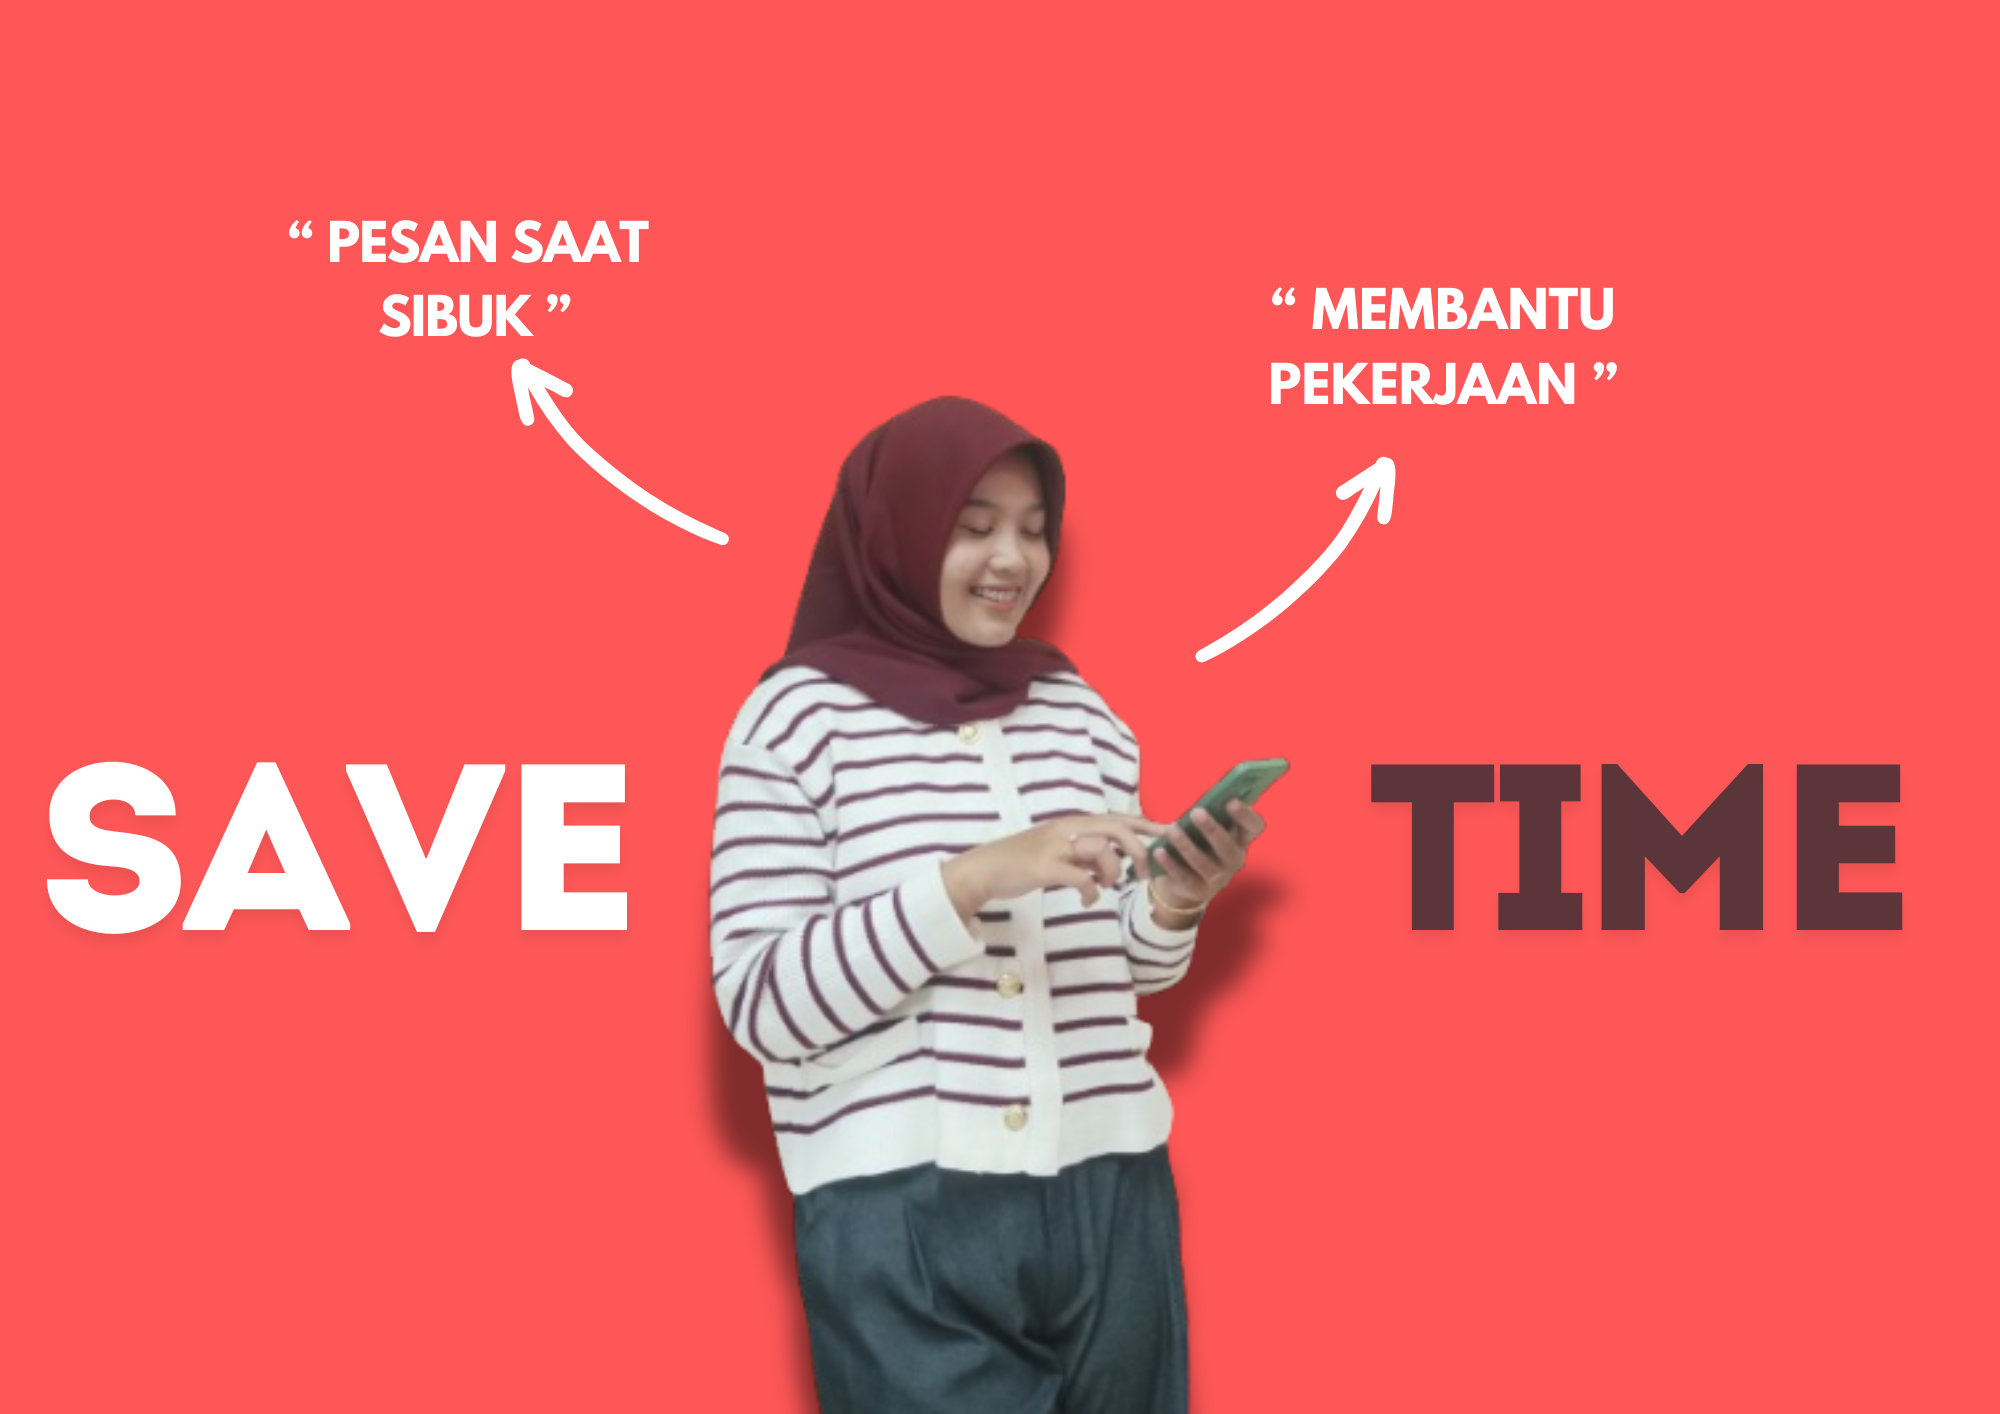 “ PESAN SAAT
SIBUK ”
“ MEMBANTU
PEKERJAAN ”
SAVE
TIME